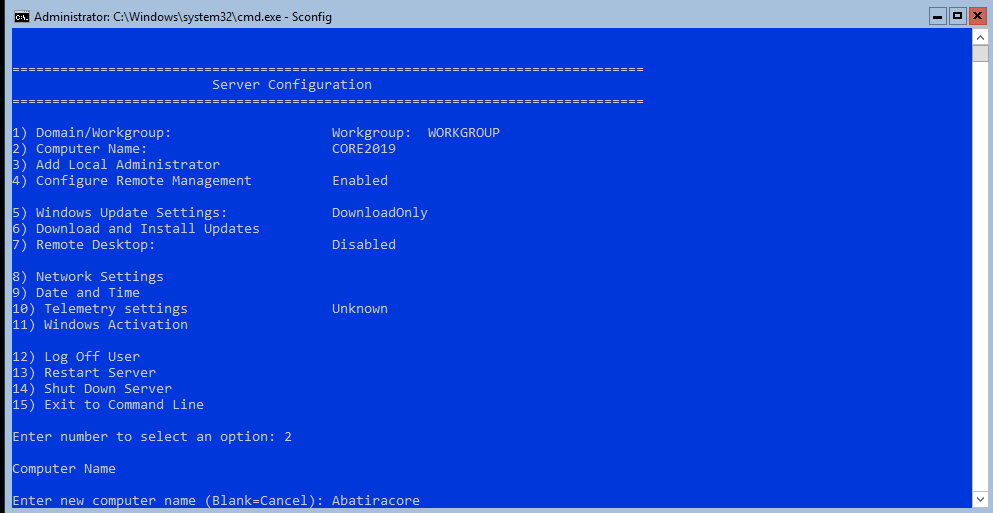 Administrator: C:\Windows\system32\cmd.exe - Sconfig
===============================================================================
Server Configuration
===============================================================================
1) Domain/Workgroup: Workgroup: WORKGROUP
2) Computer Name: CORE2019
3) Add Local Administrator
4) Configure Remote Management Enabled
5) Windows Update Settings: DownloadOnly
6) Download and Install Updates
7) Remote Desktop: Disabled
8) Network Settings
9) Date and Time
10) Telemetry settings Unknown
11) Windows Activation
12) Log Off User
13) Restart Server
14) Shut Down Server
15) Exit to Command Line
Enter number to select an option: 2
Computer Name
Enter new computer name (Blank=Cancel): Abatiracore